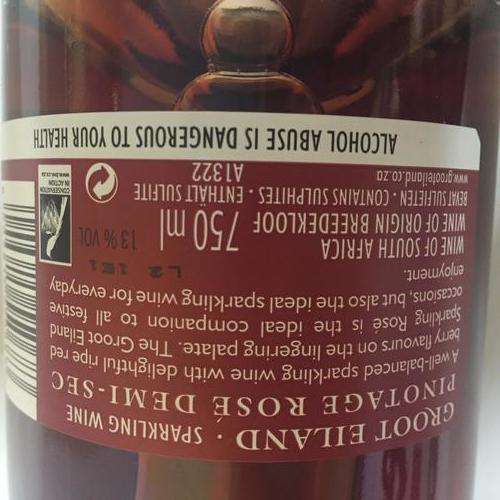 GROOT EILAND · SPARKLING WINE
PINOTAGE ROSÉ DEMI-SEC
A well-balanced sparkling wine with delightful ripe red
berry flavours on the lingering palate. The Groot Eiland
Sparkling Rosé is the ideal companion to all festive
occasions, but also the ideal sparkling wine for everyday
enjoyment.
WINE OF SOUTH AFRICA
WINE OF ORIGIN BREEDEKLOOF
750 ml 13 % VOL
BEVAT SULFIETEN · CONTAINS SULPHITES · ENTHÄLT SULFITE
www.grooteiland.co.za A1322
CONSERVATION
IN ACTION
ALCOHOL ABUSE IS DANGEROUS TO YOUR HEALTH